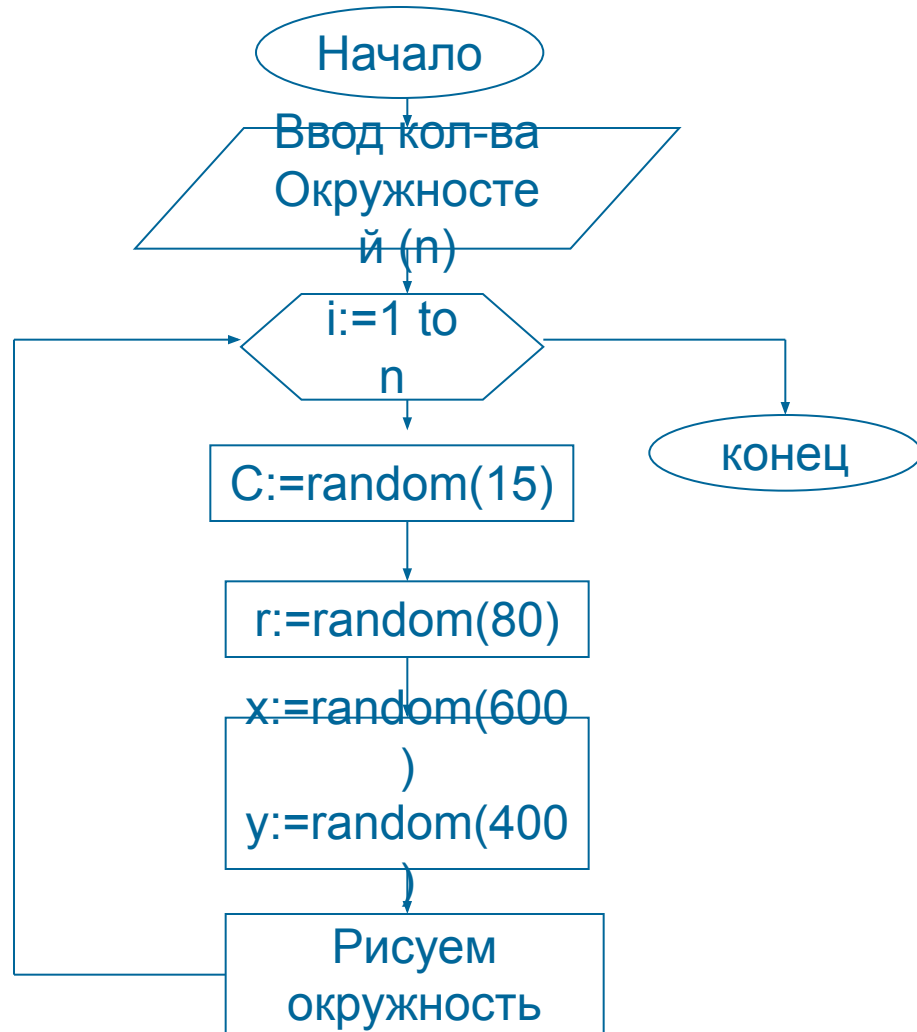 Начало
Ввод кол-ва
Окружносте
й (n)
i:=1 to
n
конец
C:=random(15)
r:=random(80)
x:=random(600
)
y:=random(400
)
Рисуем
окружность